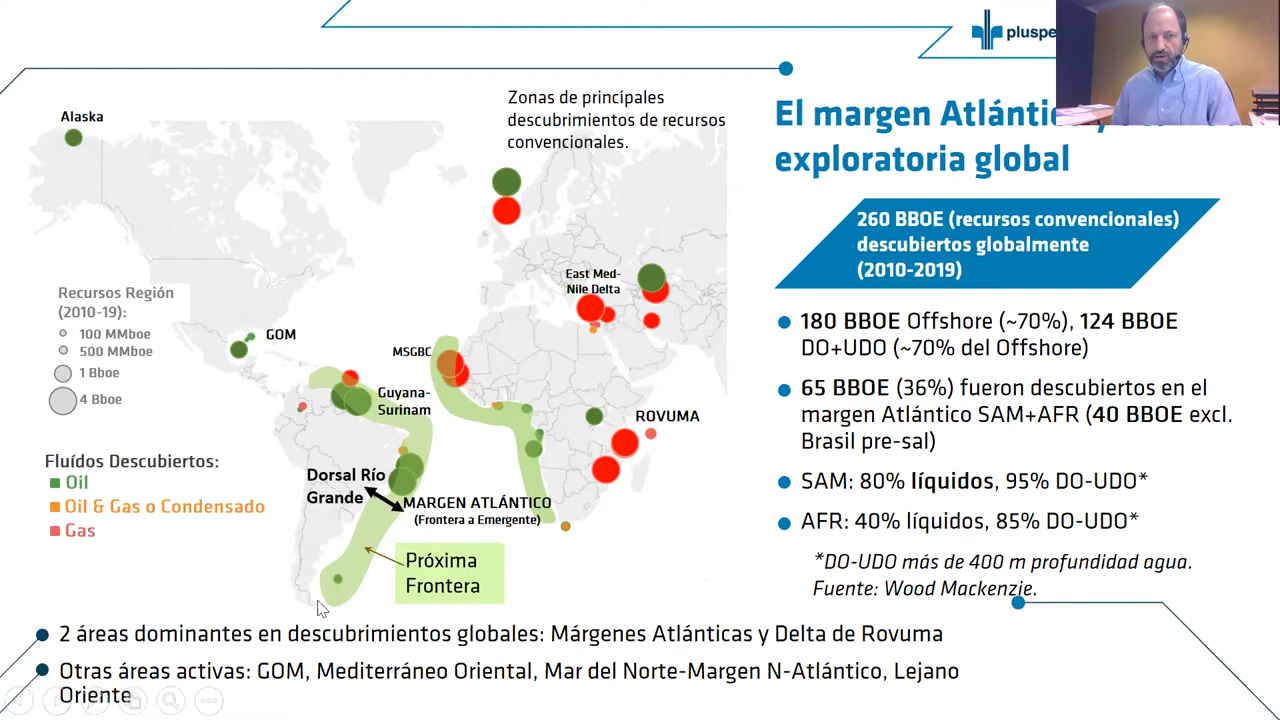 pluspe
El margen Atlántic
exploratoria global
Zonas de principales
descubrimientos de recursos
convencionales.
Alaska
East Med-
Nile Delta
GOM
MSGBC
Guyana-
Surinam
ROVUMA
Dorsal Río
Grande
MARGEN ATLÁNTICO
(Frontera a Emergente)
Próxima
Frontera
Recursos Región
(2010-19):
100 MMboe
500 MMboe
1 Bboe
4 Bboe
Fluídos Descubiertos:
Oil
Oil & Gas o Condensado
Gas
260 BBOE (recursos convencionales)
descubiertos globalmente
(2010-2019)
180 BBOE Offshore (~70%), 124 BBOE
DO+UDO (~70% del Offshore)
65 BBOE (36%) fueron descubiertos en el
margen Atlántico SAM+AFR (40 BBOE excl.
Brasil pre-sal)
SAM: 80% líquidos, 95% DO-UDO*
AFR: 40% líquidos, 85% DO-UDO*
*DO-UDO más de 400 m profundidad agua.
Fuente: Wood Mackenzie.
2 áreas dominantes en descubrimientos globales: Márgenes Atlánticas y Delta de Rovuma
Otras áreas activas: GOM, Mediterráneo Oriental, Mar del Norte-Margen N-Atlántico, Lejano
Oriente